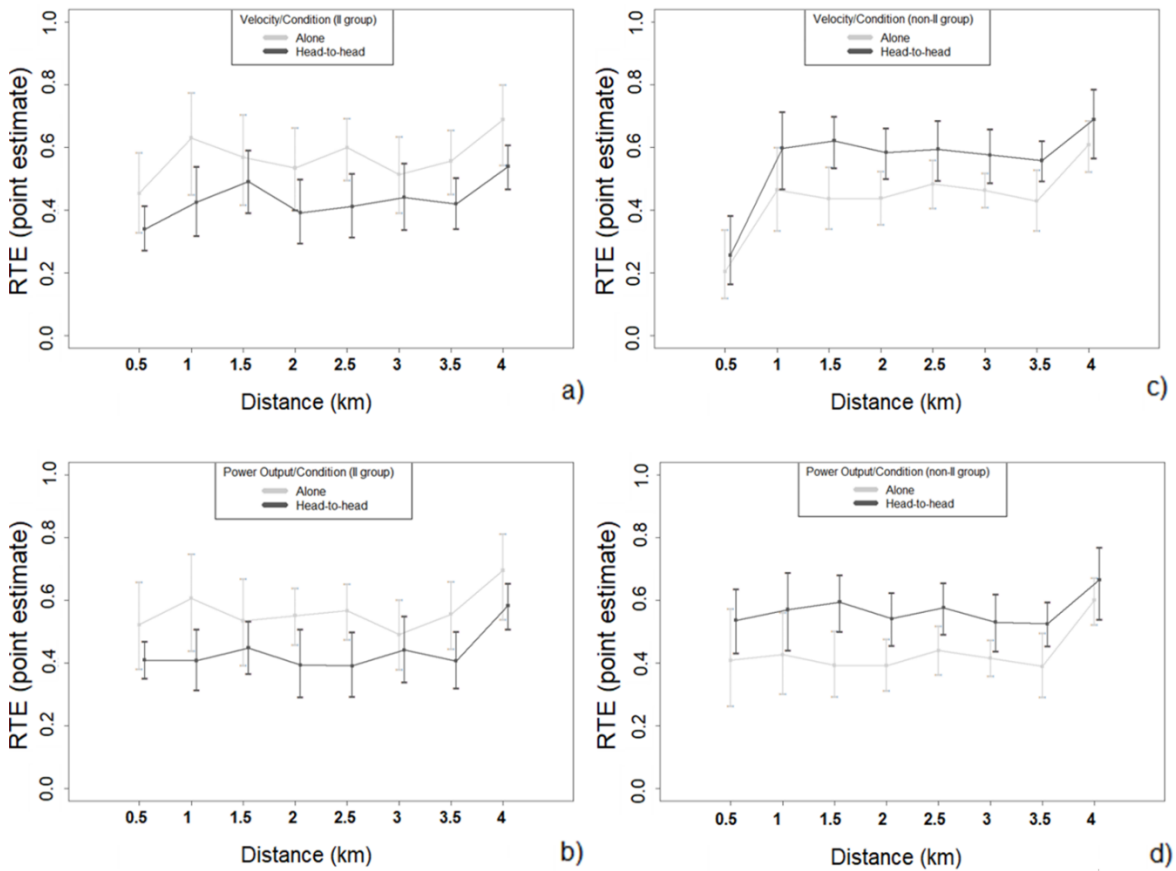 Velocity/Condition (II group)
Alone
Head-to-head
RTE (point estimate)
0.0 0.2 0.4 0.6 0.8 1.0
0.5 1 1.5 2 2.5 3 3.5 4
Distance (km)
a)
Velocity/Condition (non-II group)
Alone
Head-to-head
RTE (point estimate)
0.0 0.2 0.4 0.6 0.8 1.0
0.5 1 1.5 2 2.5 3 3.5 4
Distance (km)
c)
Power Output/Condition (II group)
Alone
Head-to-head
RTE (point estimate)
0.0 0.2 0.4 0.6 0.8 1.0
0.5 1 1.5 2 2.5 3 3.5 4
Distance (km)
b)
Power Output/Condition (non-II group)
Alone
Head-to-head
RTE (point estimate)
0.0 0.2 0.4 0.6 0.8 1.0
0.5 1 1.5 2 2.5 3 3.5 4
Distance (km)
d)